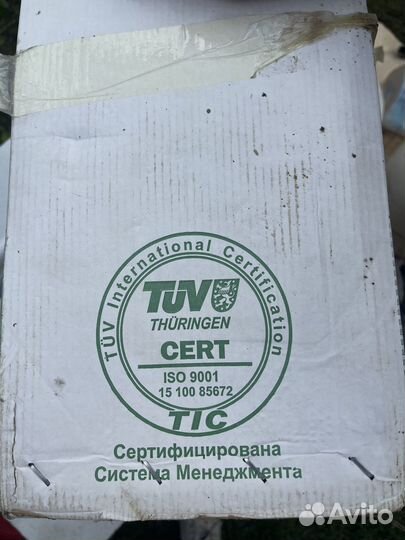 TÜV International Certification
TÜV
THÜRINGEN
CERT
ISO 9001
15 100 85672
TIC
Сертифицирована
Система Менеджмента
Avito